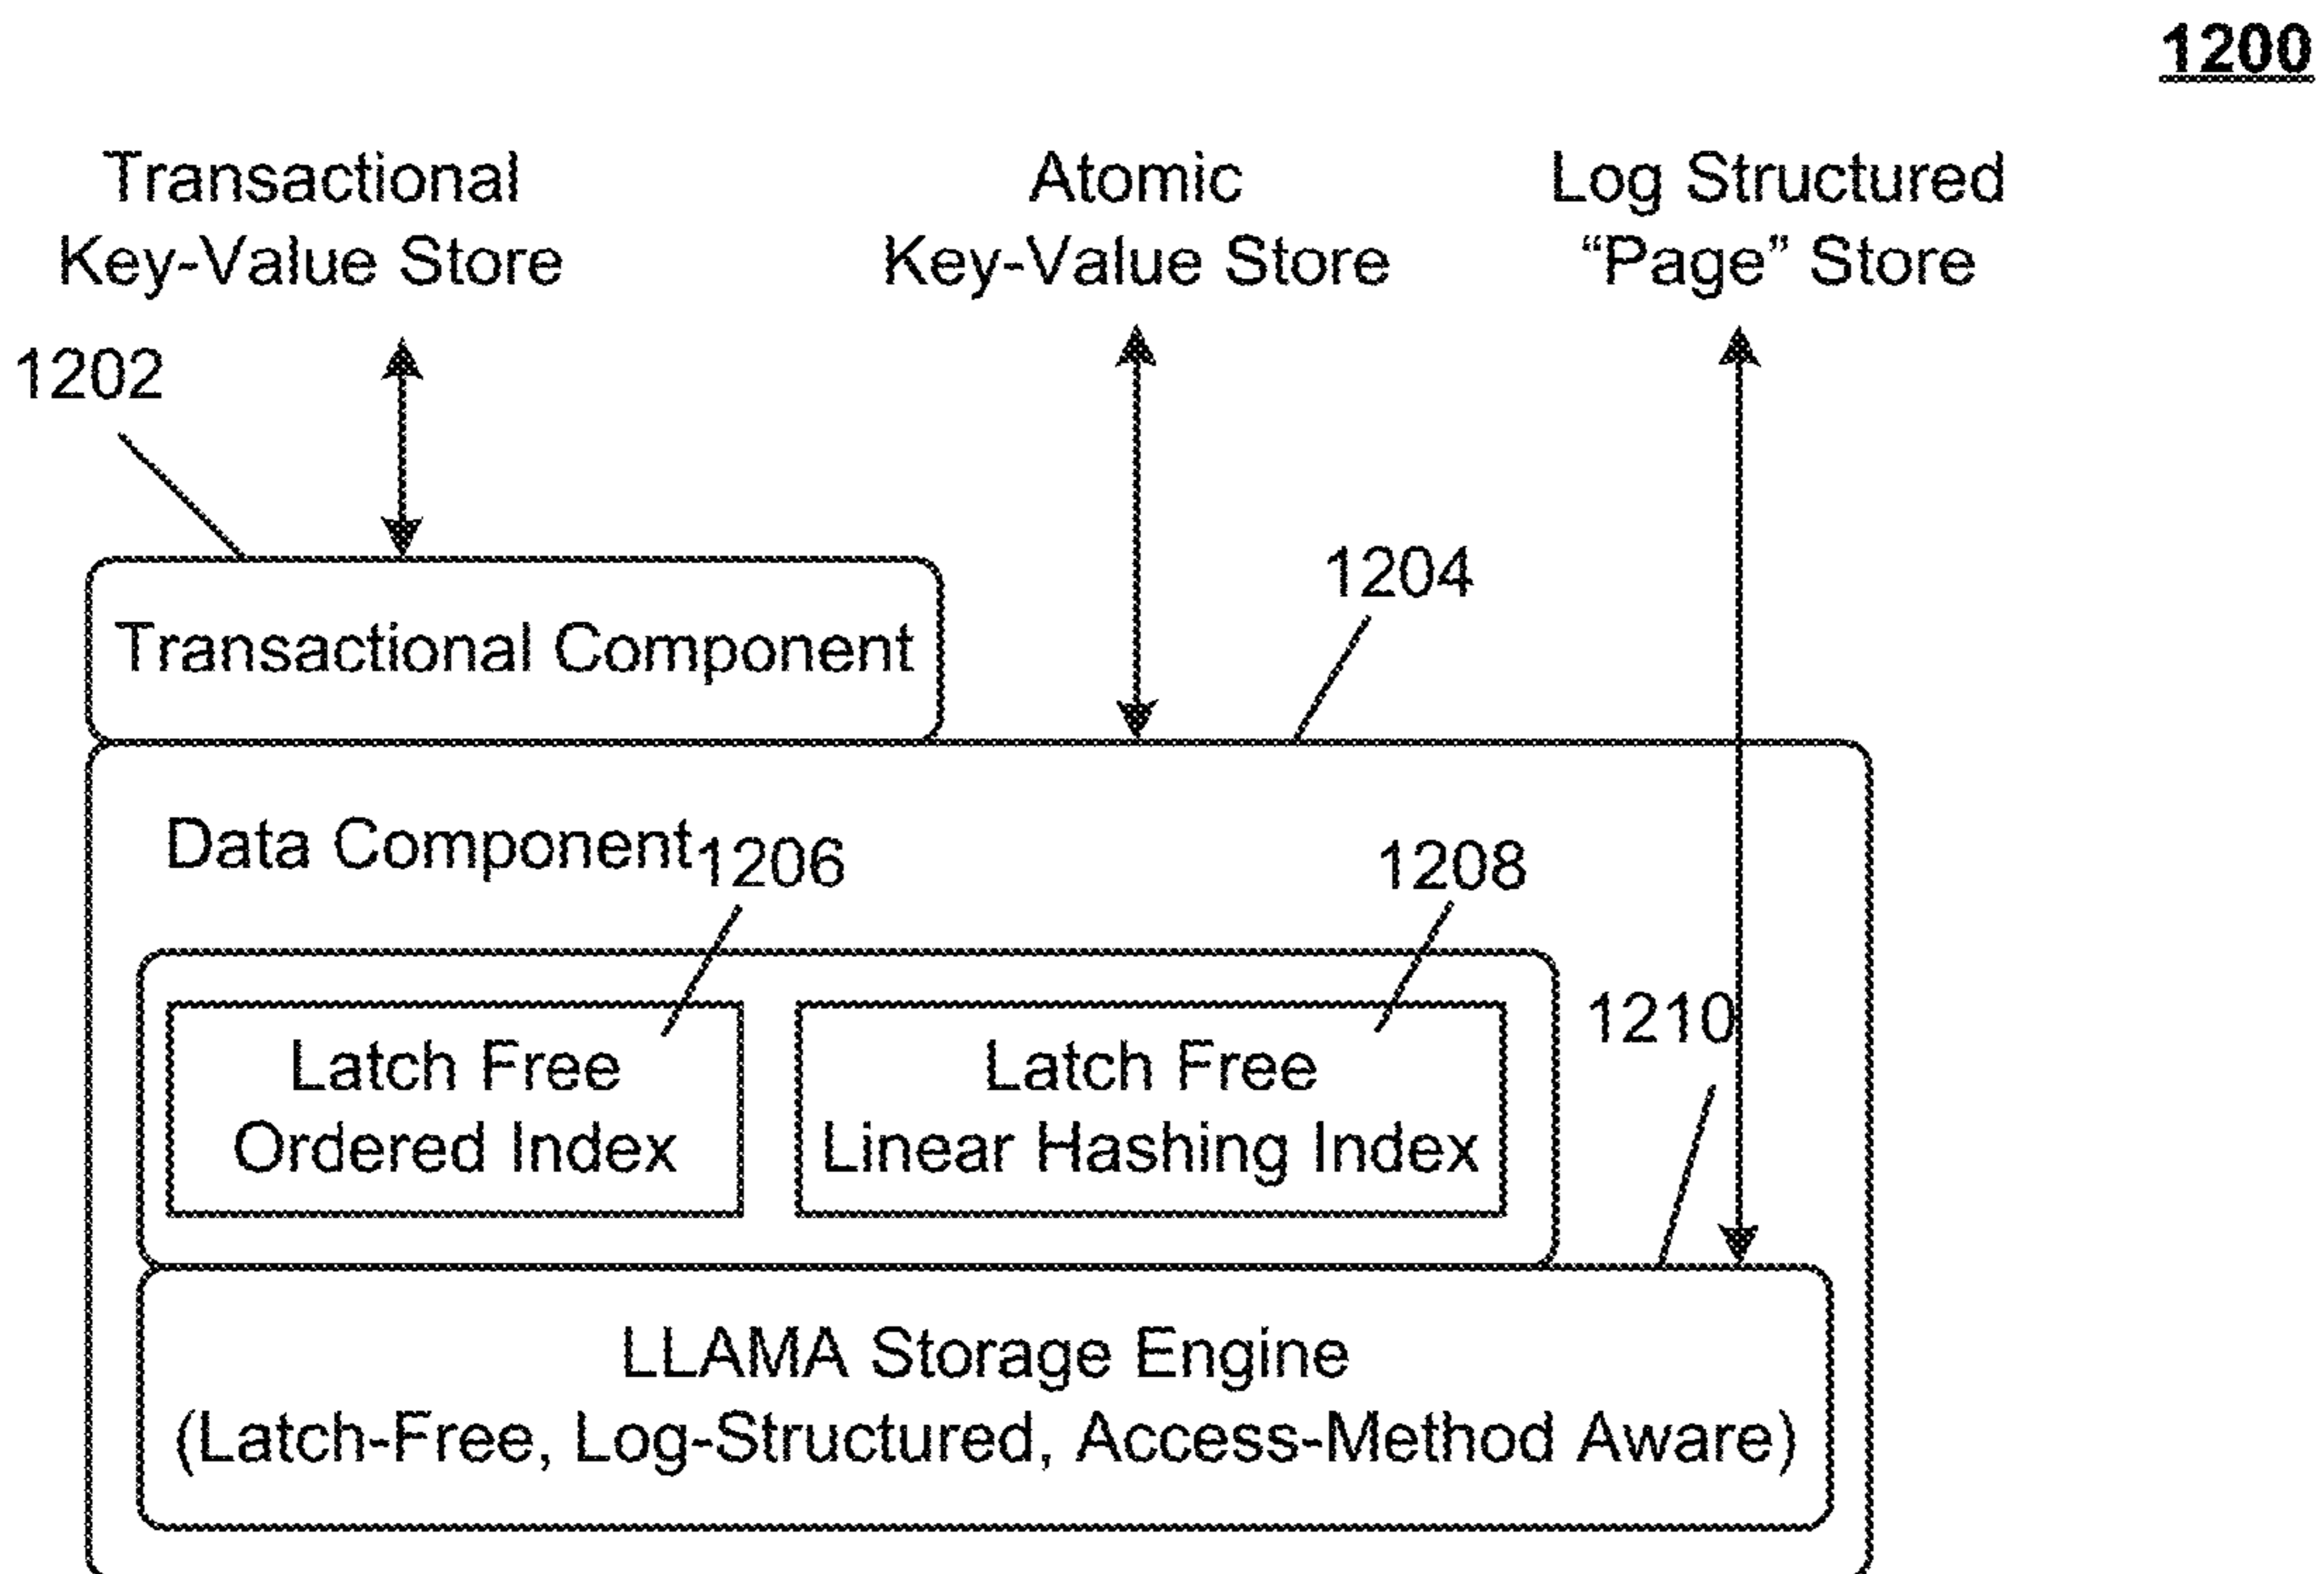 1200
Transactional
Key-Value Store
Atomic
Key-Value Store
Log Structured
“Page” Store
1202
1204
Transactional Component
Data Component
1206
1208
1210
Latch Free
Ordered Index
Latch Free
Linear Hashing Index
LLAMA Storage Engine
(Latch-Free, Log-Structured, Access-Method Aware)